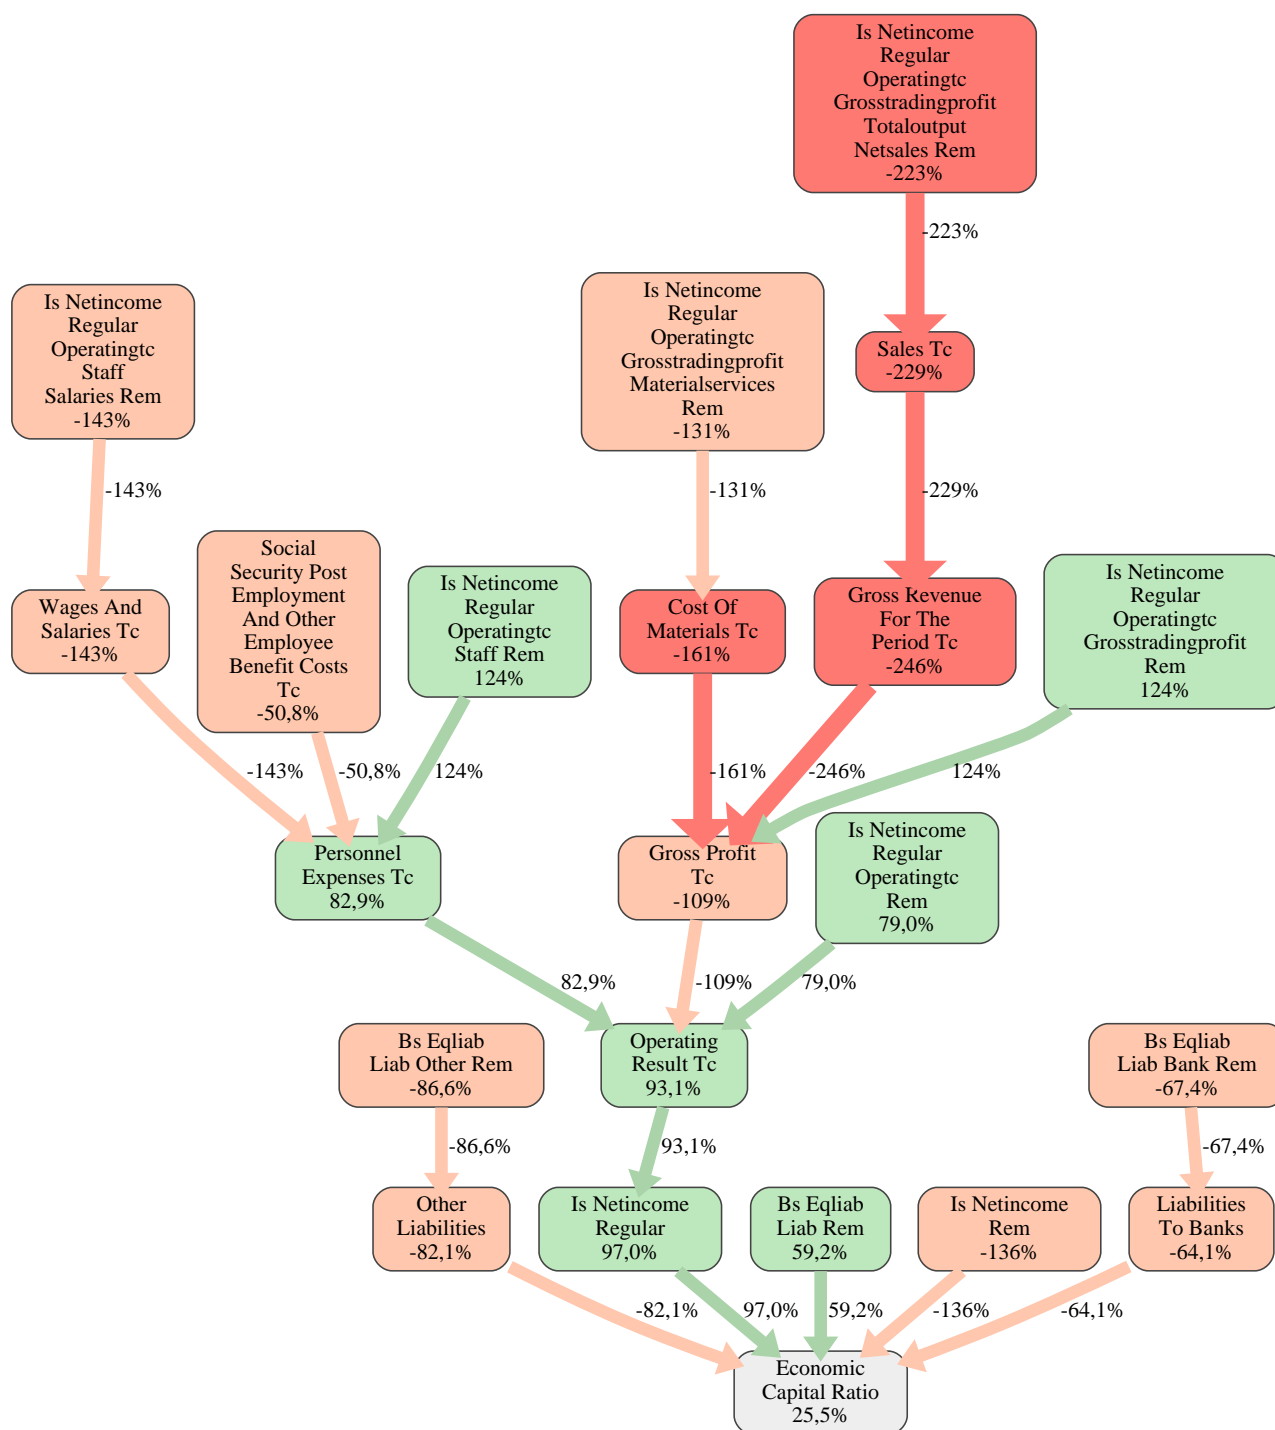 Is Netincome
Regular
Operatingtc
Grosstradingprofit
Totaloutput
Netsales Rem
-223%
-223%
Is Netincome
Regular
Operatingtc
Staff
Salaries Rem
-143%
Is Netincome
Regular
Operatingtc
Grosstradingprofit
Materialservices
Rem
-131%
Sales Tc
-229%
-143%
-131%
-229%
Social
Security Post
Employment
And Other
Employee
Benefit Costs
Tc
-50,8%
Is Netincome
Regular
Operatingtc
Staff Rem
124%
Is Netincome
Regular
Operatingtc
Grosstradingprofit
Rem
124%
Wages And
Salaries Tc
-143%
Cost Of
Materials Tc
-161%
Gross Revenue
For The
Period Tc
-246%
-143%
-50,8%
124%
-161%
-246%
124%
Personnel
Expenses Tc
82,9%
Gross Profit
Tc
-109%
Is Netincome
Regular
Operatingtc
Rem
79,0%
82,9%
-109%
79,0%
Bs Eqliab
Liab Other Rem
-86,6%
Operating
Result Tc
93,1%
Bs Eqliab
Liab Bank Rem
-67,4%
-86,6%
93,1%
-67,4%
Other
Liabilities
-82,1%
Is Netincome
Regular
97,0%
Bs Eqliab
Liab Rem
59,2%
Is Netincome
Rem
-136%
Liabilities
To Banks
-64,1%
-82,1%
97,0%
59,2%
-136%
-64,1%
Economic
Capital Ratio
25,5%